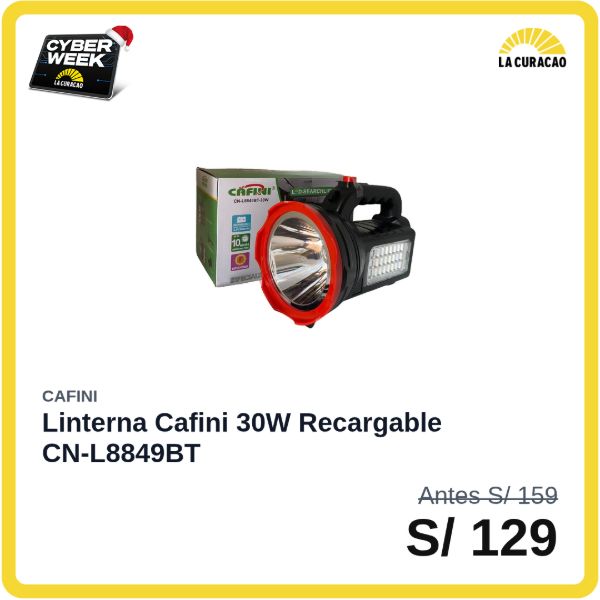 CYBER
WEEK
LA CURACAO
LA CURACAO
CAFINI
CN-L8849BT-30W
CAFINI
Linterna Cafini 30W Recargable
CN-L8849BT
Antes S/ 159
S/ 129